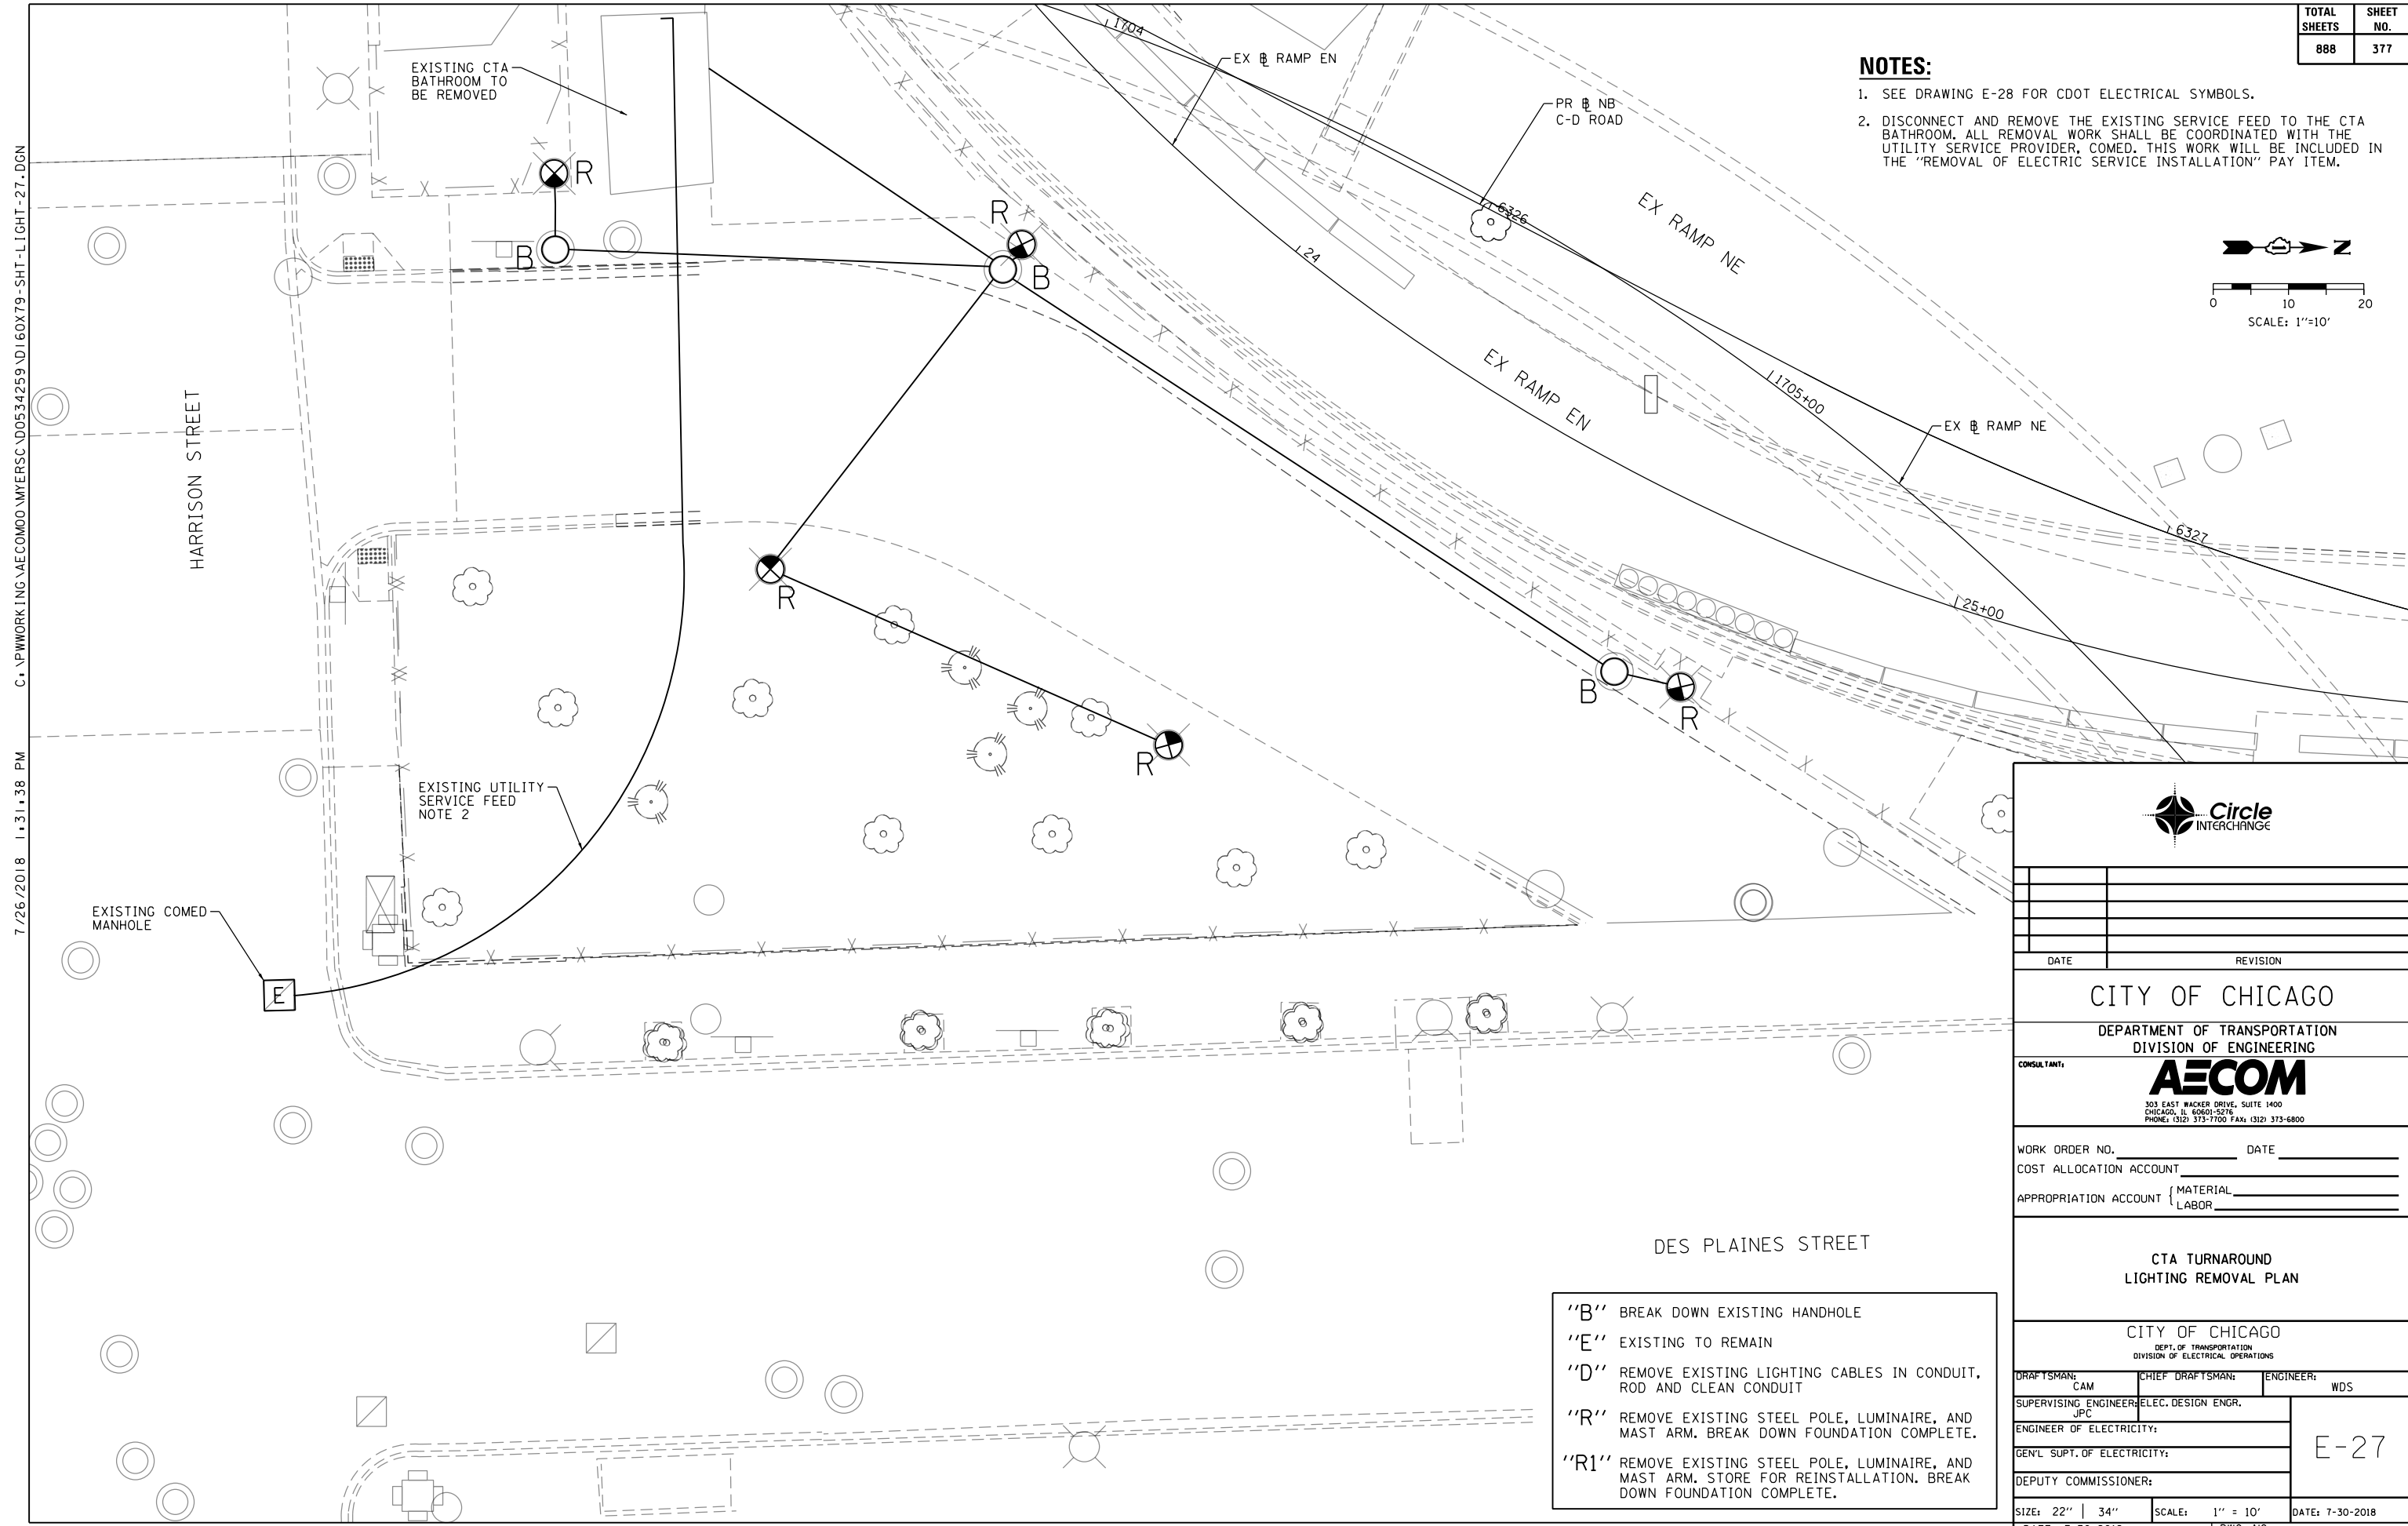 TOTAL SHEETS
SHEET NO.
888
377
NOTES:
1. SEE DRAWING E-28 FOR CDOT ELECTRICAL SYMBOLS.
2. DISCONNECT AND REMOVE THE EXISTING SERVICE FEED TO THE CTA
BATHROOM. ALL REMOVAL WORK SHALL BE COORDINATED WITH THE
UTILITY SERVICE PROVIDER, COMED. THIS WORK WILL BE INCLUDED IN
THE "REMOVAL OF ELECTRIC SERVICE INSTALLATION" PAY ITEM.
N
0 10 20
SCALE: 1"=10'
1704
EX BL RAMP EN
PR BL NB
C-D ROAD
6326
EX RAMP NE
24
EX RAMP EN
1705+00
EX BL RAMP NE
6327
25+00
EXISTING CTA
BATHROOM TO
BE REMOVED
R
B
R
B
R
R
B
R
HARRISON STREET
EXISTING UTILITY
SERVICE FEED
NOTE 2
EXISTING COMED
MANHOLE
E
DES PLAINES STREET
"B" BREAK DOWN EXISTING HANDHOLE
"E" EXISTING TO REMAIN
"D" REMOVE EXISTING LIGHTING CABLES IN CONDUIT,
ROD AND CLEAN CONDUIT
"R" REMOVE EXISTING STEEL POLE, LUMINAIRE, AND
MAST ARM. BREAK DOWN FOUNDATION COMPLETE.
"R1" REMOVE EXISTING STEEL POLE, LUMINAIRE, AND
MAST ARM. STORE FOR REINSTALLATION. BREAK
DOWN FOUNDATION COMPLETE.
C:\PWWORKING\AECOMOO\MYERSC\D0534259\D160X79-SHT-LIGHT-27.DGN
7/26/2018 1:31:38 PM
Circle
INTERCHANGE
DATE REVISION
CITY OF CHICAGO
DEPARTMENT OF TRANSPORTATION
DIVISION OF ENGINEERING
CONSULTANT:
AECOM
303 EAST WACKER DRIVE, SUITE 1400
CHICAGO, IL 60601-5276
PHONE: (312) 373-7700 FAX: (312) 373-6800
WORK ORDER NO. DATE
COST ALLOCATION ACCOUNT
APPROPRIATION ACCOUNT { MATERIAL
LABOR
CTA TURNAROUND
LIGHTING REMOVAL PLAN
CITY OF CHICAGO
DEPT. OF TRANSPORTATION
DIVISION OF ELECTRICAL OPERATIONS
DRAFTSMAN: CHIEF DRAFTSMAN: ENGINEER:
CAM WDS
SUPERVISING ENGINEER: ELEC. DESIGN ENGR.
JPC
ENGINEER OF ELECTRICITY:
GEN'L SUPT. OF ELECTRICITY:
DEPUTY COMMISSIONER:
E-27
SIZE: 22" | 34" SCALE: 1" = 10' DATE: 7-30-2018